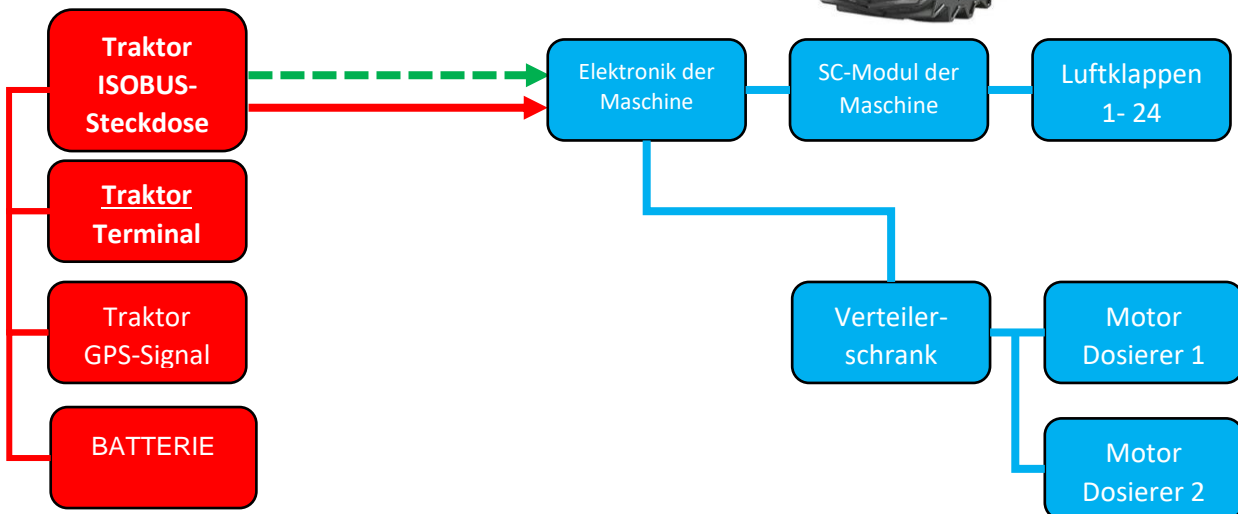 Traktor
ISOBUS-
Steckdose
Elektronik der
Maschine
SC-Modul der
Maschine
Luftklappen
1- 24
Traktor
Terminal
Traktor
GPS-Signal
Verteiler-
schrank
Motor
Dosierer 1
BATTERIE
Motor
Dosierer 2